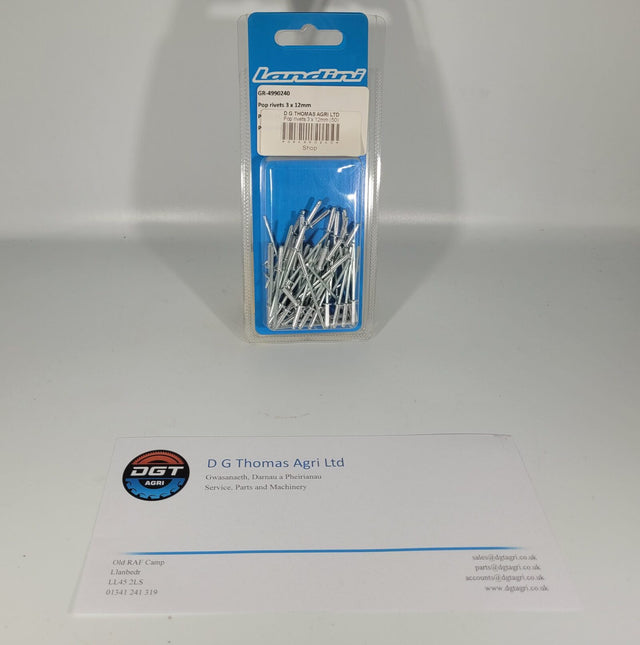 Landini
GR-4990240
Pop rivets 3 x 12mm
P
P
D G THOMAS AGRI LTD
Pop rivets 3 x 12mm (50)
Shop
DGT
AGRI
D G Thomas Agri Ltd
Gwasanaeth, Darnau a Pheirianau
Service, Parts and Machinery
Old RAF Camp
Llanbedr
LL45 2LS
01341 241 319
sales@dgtagri.co.uk
parts@dgtagri.co.uk
accounts@dgtagri.co.uk
www.dgtagri.co.uk